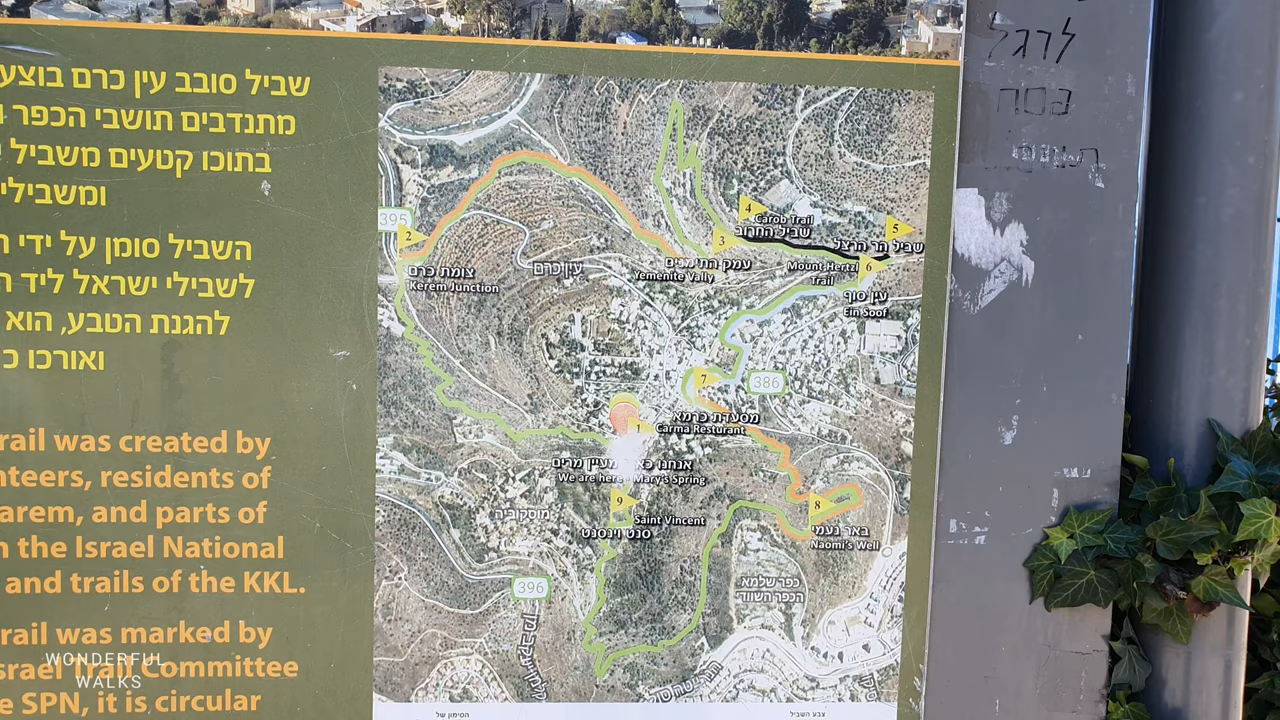 שביל סובב עין כרם בוצע
מתנדבים תושבי הכפר
בתוכו קטעים משביל
ומשבילי
השביל סומן על ידי
לשבילי ישראל ליד
להגנת הטבע, הוא
ואורכו כ
rail was created by
nteers, residents of
arem, and parts of
n the Israel National
and trails of the KKL.
rail was marked by
srael Trail Committee
e SPN, it is circular
WONDERFUL
WALKS
395
2
צומת כרם
Kerem Junction
עין כרם
4
Carob Trail
שביל החרוב
3
עמק התימנים
Yemenite Vally
5
שביל הר הרצל
Mount Hertzl
Trail
6
עין סוף
Ein Soof
7
386
מסעדת כרמא
Carma Resturant
1
אנחנו כאן מעיין מרים
We are here Mary's Spring
9
Saint Vincent
סנט וינסנט
מוסקוביה
8
באר נעמי
Naomi's Well
כפר שלמא
הכפר השוודי
396
הסימון של
צבע השביל
לרגל
פסח